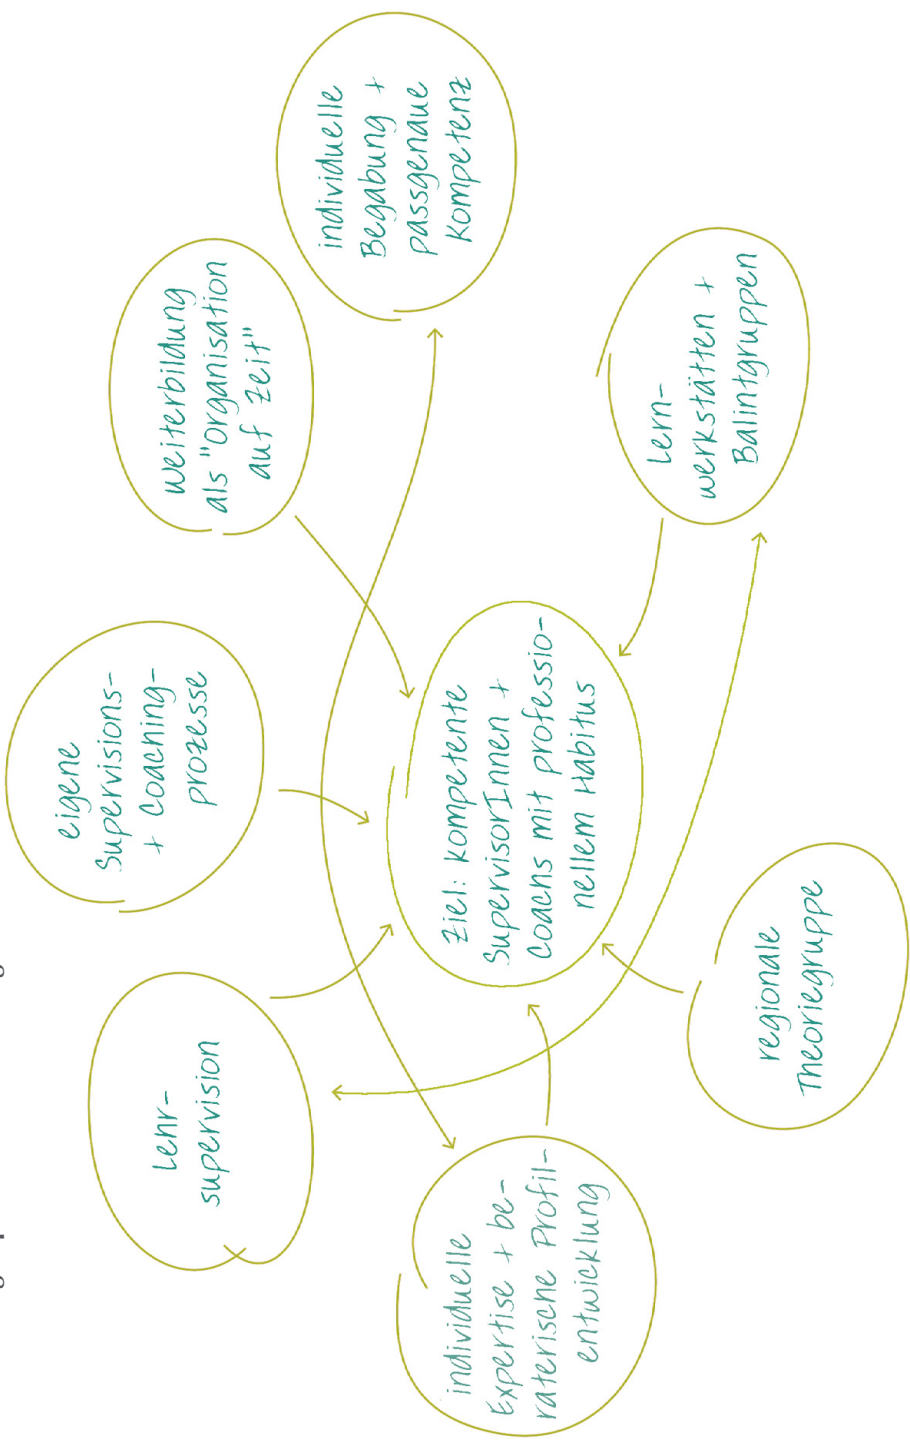 Lehr-
supervision
eigene
Supervisions-
+ Coaching-
prozesse
Weiterbildung
als "Organisation
auf Zeit"
individuelle
Begabung +
passgenaue
Kompetenz
individuelle
Expertise + be-
raterische Profil-
entwicklung
Ziel: kompetente
SupervisorInnen +
Coachs mit professio-
nellem Habitus
Lern-
werkstätten +
Balintgruppen
regionale
Theoriegruppe